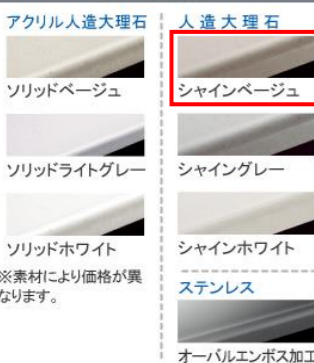 アクリル人造大理石
ソリッドベージュ
ソリッドライトグレー
ソリッドホワイト
※素材により価格が異
なります。
人造大理石
シャインベージュ
シャイングレー
シャインホワイト
ステンレス
オーバルエンボス加工